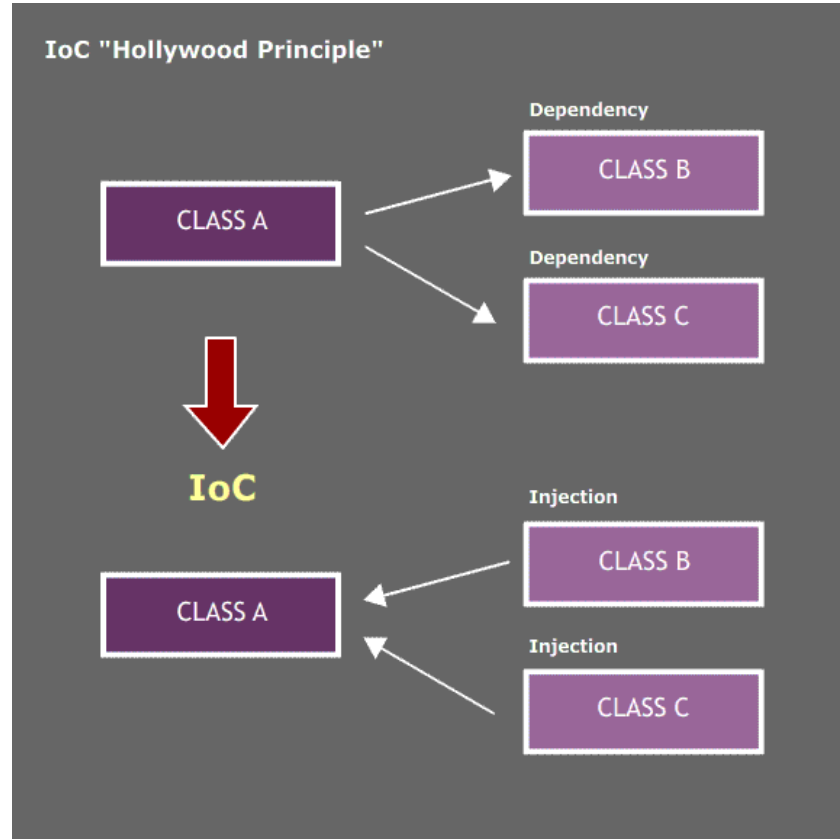 IoC "Hollywood Principle"
Dependency
CLASS B
CLASS A
Dependency
CLASS C
IoC
Injection
CLASS B
CLASS A
Injection
CLASS C